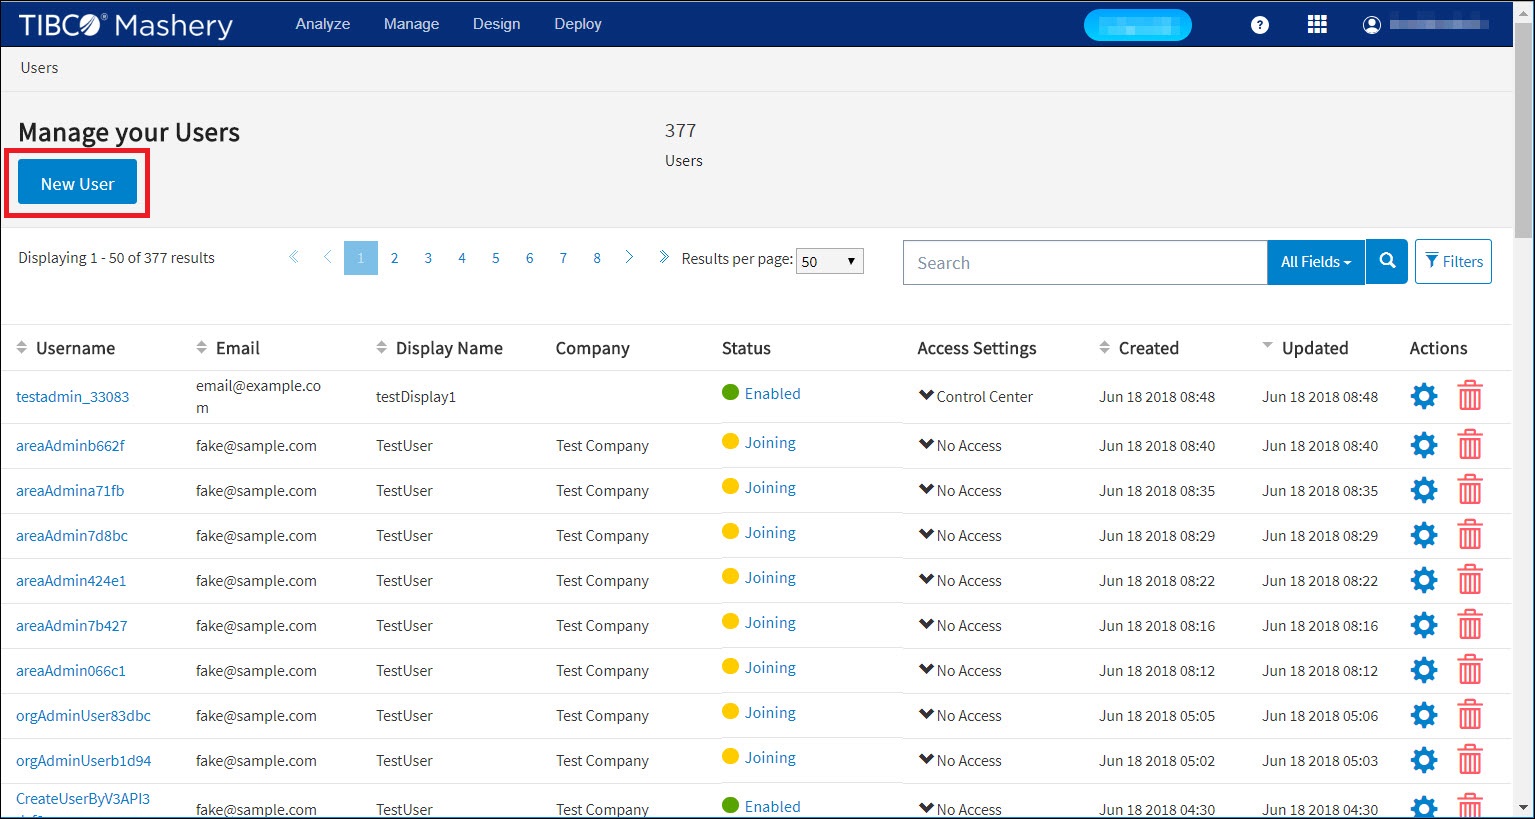 TIBCO® Mashery Analyze Manage Design Deploy ?
Users
Manage your Users
377
Users
New User
Displaying 1 - 50 of 377 results « ‹ 1 2 3 4 5 6 7 8 › » Results per page: 50 Search All Fields Filters
Username Email Display Name Company Status Access Settings Created Updated Actions
testadmin_33083 email@example.co
m testDisplay1 Enabled Control Center Jun 18 2018 08:48 Jun 18 2018 08:48
areaAdminb662f fake@sample.com TestUser Test Company Joining No Access Jun 18 2018 08:40 Jun 18 2018 08:40
areaAdmina71fb fake@sample.com TestUser Test Company Joining No Access Jun 18 2018 08:35 Jun 18 2018 08:35
areaAdmin7d8bc fake@sample.com TestUser Test Company Joining No Access Jun 18 2018 08:29 Jun 18 2018 08:29
areaAdmin424e1 fake@sample.com TestUser Test Company Joining No Access Jun 18 2018 08:22 Jun 18 2018 08:22
areaAdmin7b427 fake@sample.com TestUser Test Company Joining No Access Jun 18 2018 08:16 Jun 18 2018 08:16
areaAdmin066c1 fake@sample.com TestUser Test Company Joining No Access Jun 18 2018 08:12 Jun 18 2018 08:12
orgAdminUser83dbc fake@sample.com TestUser Test Company Joining No Access Jun 18 2018 05:05 Jun 18 2018 05:06
orgAdminUserb1d94 fake@sample.com TestUser Test Company Joining No Access Jun 18 2018 05:02 Jun 18 2018 05:03
CreateUserByV3API3 fake@sample.com TestUser Test Company Enabled No Access Jun 18 2018 04:30 Jun 18 2018 04:30